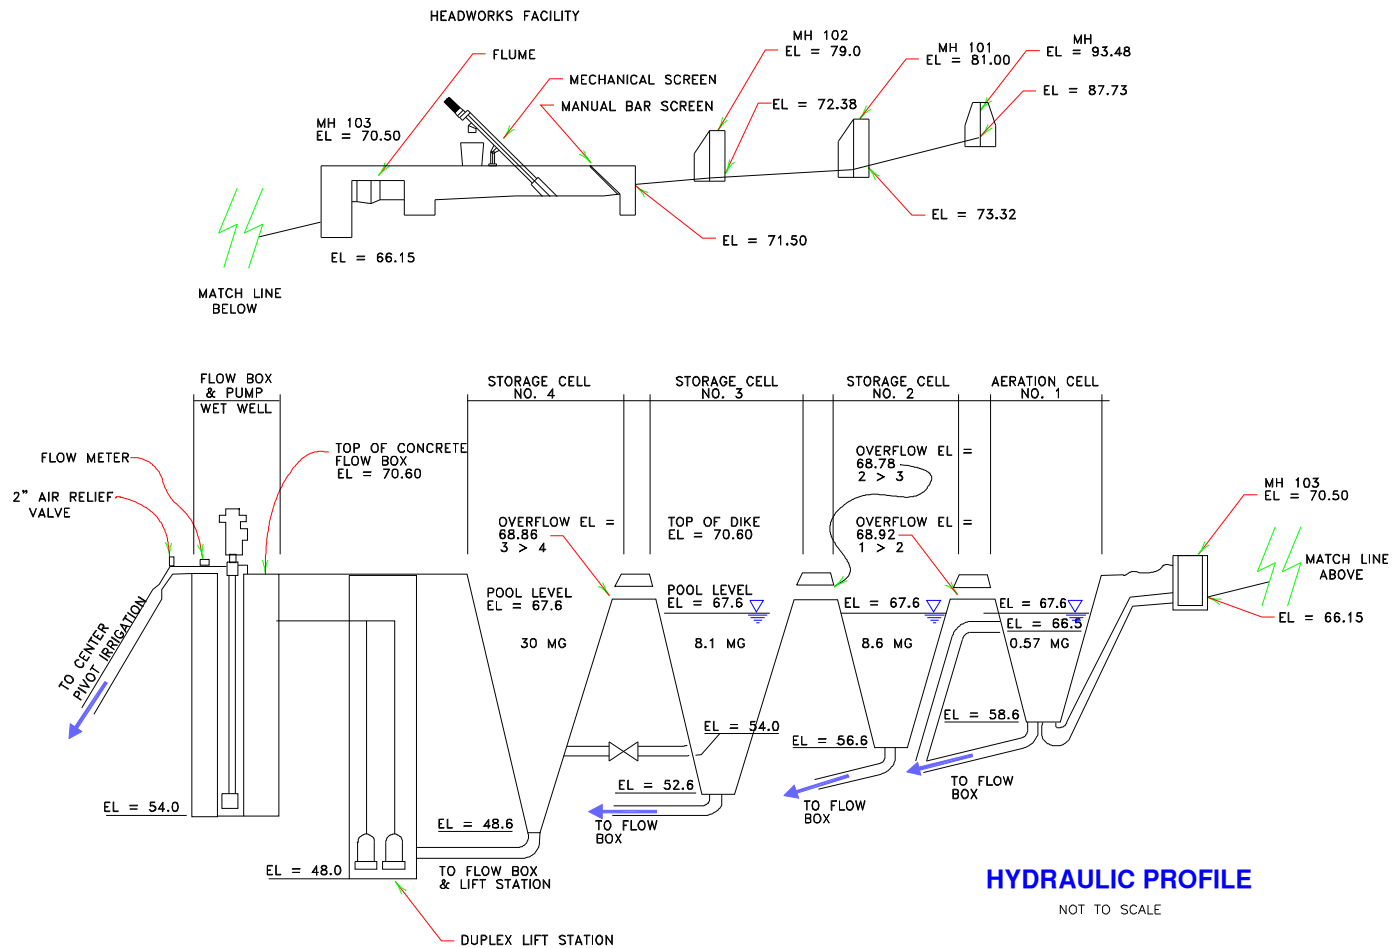 HEADWORKS FACILITY
FLUME
MECHANICAL SCREEN
MANUAL BAR SCREEN
MH 103
EL = 70.50
MH 102
EL = 79.0
EL = 72.38
MH 101
EL = 81.00
MH
EL = 93.48
EL = 87.73
EL = 73.32
EL = 71.50
EL = 66.15
MATCH LINE
BELOW
FLOW BOX
& PUMP
WET WELL
STORAGE CELL
NO. 4
STORAGE CELL
NO. 3
STORAGE CELL
NO. 2
AERATION CELL
NO. 1
FLOW METER
2" AIR RELIEF
VALVE
TOP OF CONCRETE
FLOW BOX
EL = 70.60
OVERFLOW EL =
68.86
3 > 4
TOP OF DIKE
EL = 70.60
OVERFLOW EL =
68.78
2 > 3
OVERFLOW EL =
68.92
1 > 2
MH 103
EL = 70.50
MATCH LINE
ABOVE
EL = 66.15
POOL LEVEL
EL = 67.6
POOL LEVEL
EL = 67.6
EL = 67.6
EL = 67.6
EL = 66.5
30 MG
8.1 MG
8.6 MG
0.57 MG
TO CENTER
PIVOT IRRIGATION
EL = 54.0
EL = 48.0
EL = 48.6
EL = 54.0
EL = 52.6
EL = 56.6
EL = 58.6
TO FLOW
BOX
TO FLOW
BOX
TO FLOW
BOX
TO FLOW BOX
& LIFT STATION
DUPLEX LIFT STATION
HYDRAULIC PROFILE
NOT TO SCALE